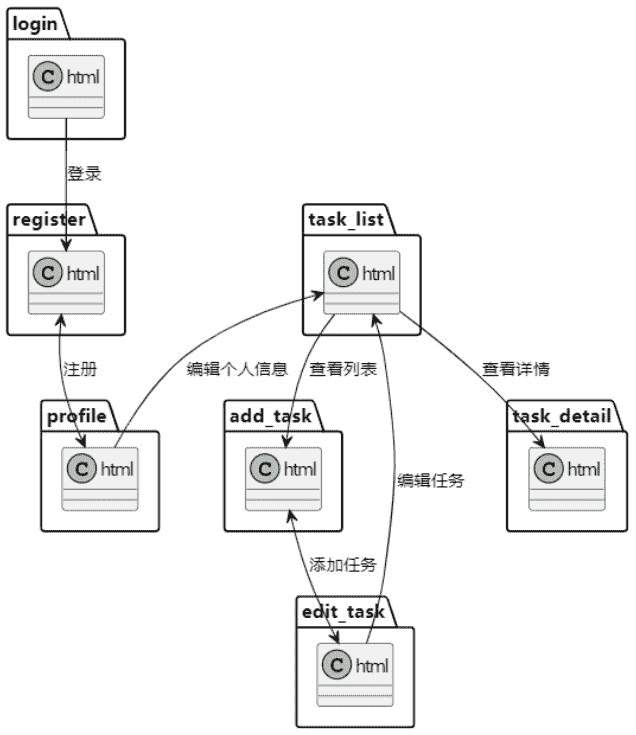 login
C html
登录
register
C html
task_list
C html
注册
编辑个人信息
查看列表
查看详情
profile
C html
add_task
C html
task_detail
C html
编辑任务
添加任务
edit_task
C html